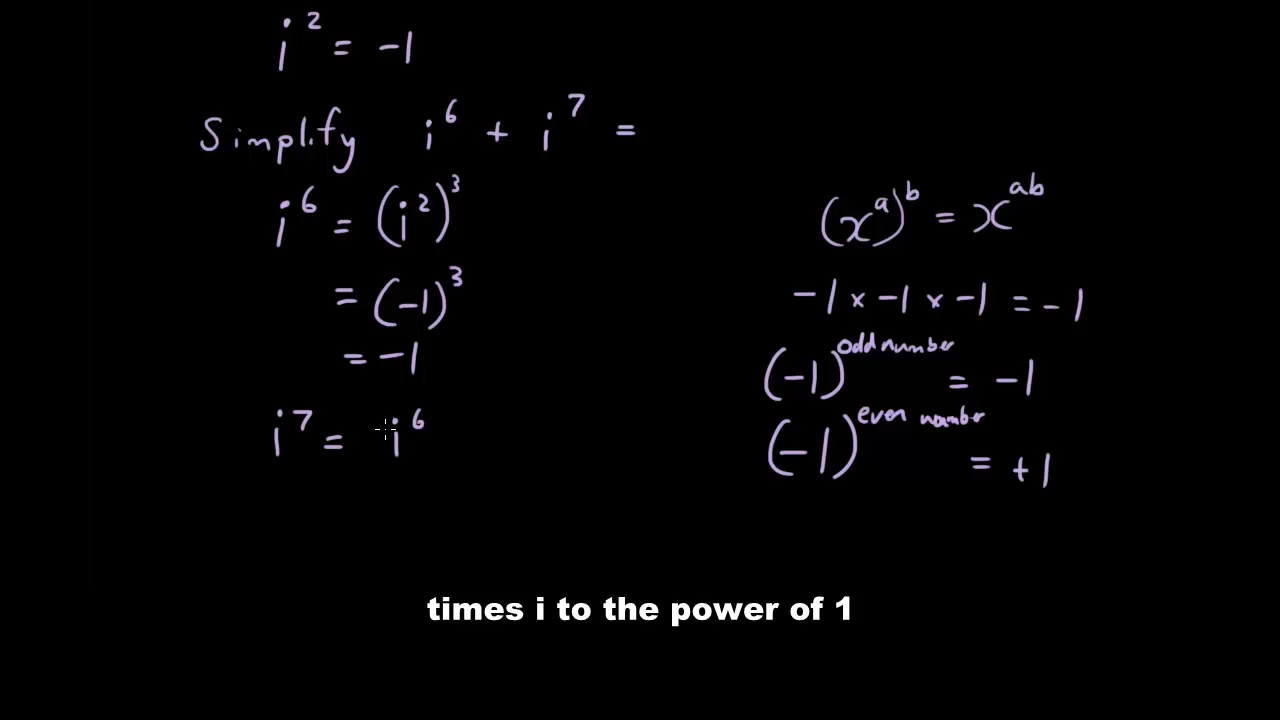 i² = -1
Simplify i⁶ + i⁷ =
i⁶ = (i²)³
= (-1)³
= -1
i⁷ = i⁶
(xᵃ)ᵇ = xᵃᵇ
-1 × -1 × -1 = -1
(-1)ᵒᵈᵈ ⁿᵘᵐᵇᵉʳ = -1
(-1)ᵉᵛᵉⁿ ⁿᵘᵐᵇᵉʳ = +1
times i to the power of 1